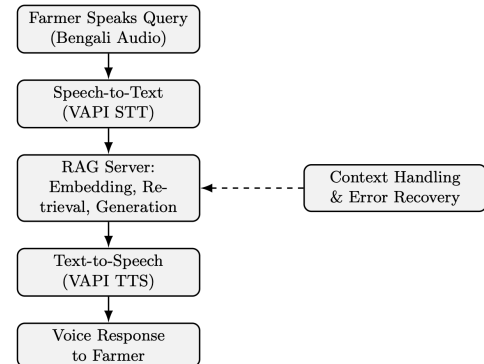 Farmer Speaks Query
(Bengali Audio)
Speech-to-Text
(VAPI STT)
RAG Server:
Embedding, Re-
trieval, Generation
Context Handling
& Error Recovery
Text-to-Speech
(VAPI TTS)
Voice Response
to Farmer